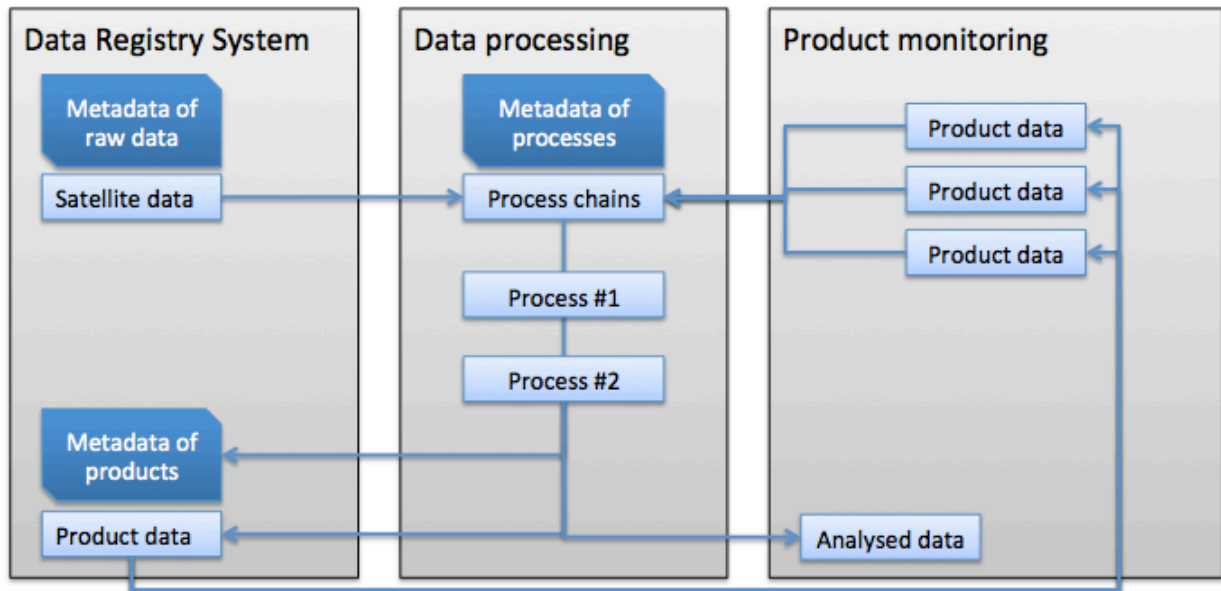 Data Registry System
Metadata of
raw data
Satellite data
Metadata of
products
Product data
Data processing
Metadata of
processes
Process chains
Process #1
Process #2
Product monitoring
Product data
Product data
Product data
Analysed data